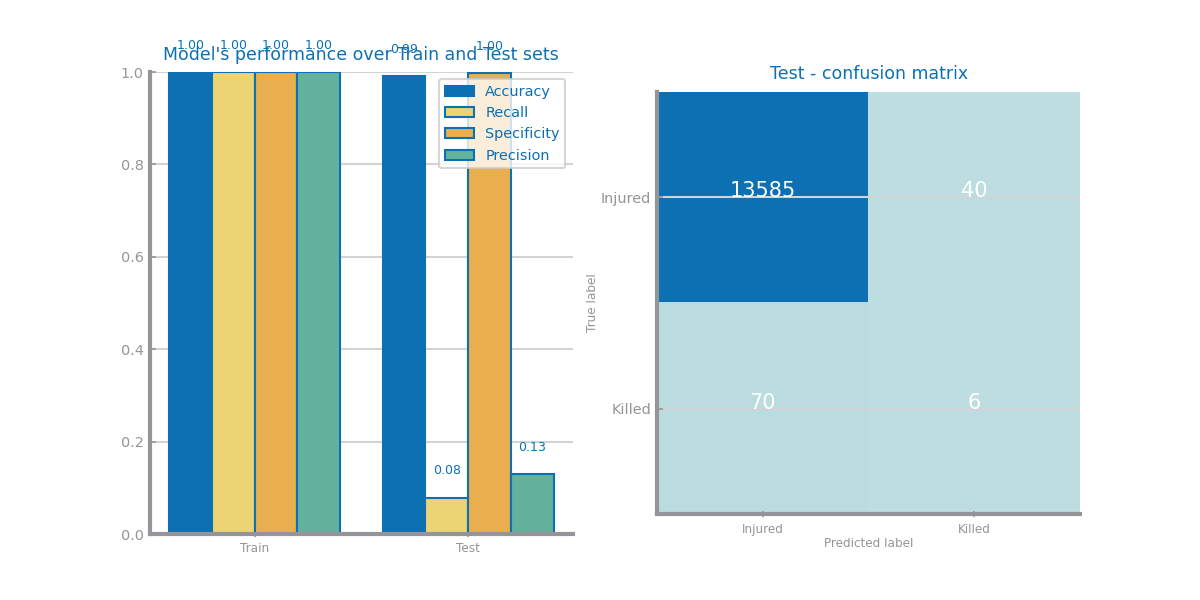 Model's performance over Train and Test sets
1.00 1.00 1.00 1.00 0.99 1.00
1.0
0.8
0.6
0.4
0.2
0.0
Accuracy
Recall
Specificity
Precision
0.08
0.13
Train Test
Test - confusion matrix
True label
Injured
Killed
13585 40
70 6
Injured Killed
Predicted label